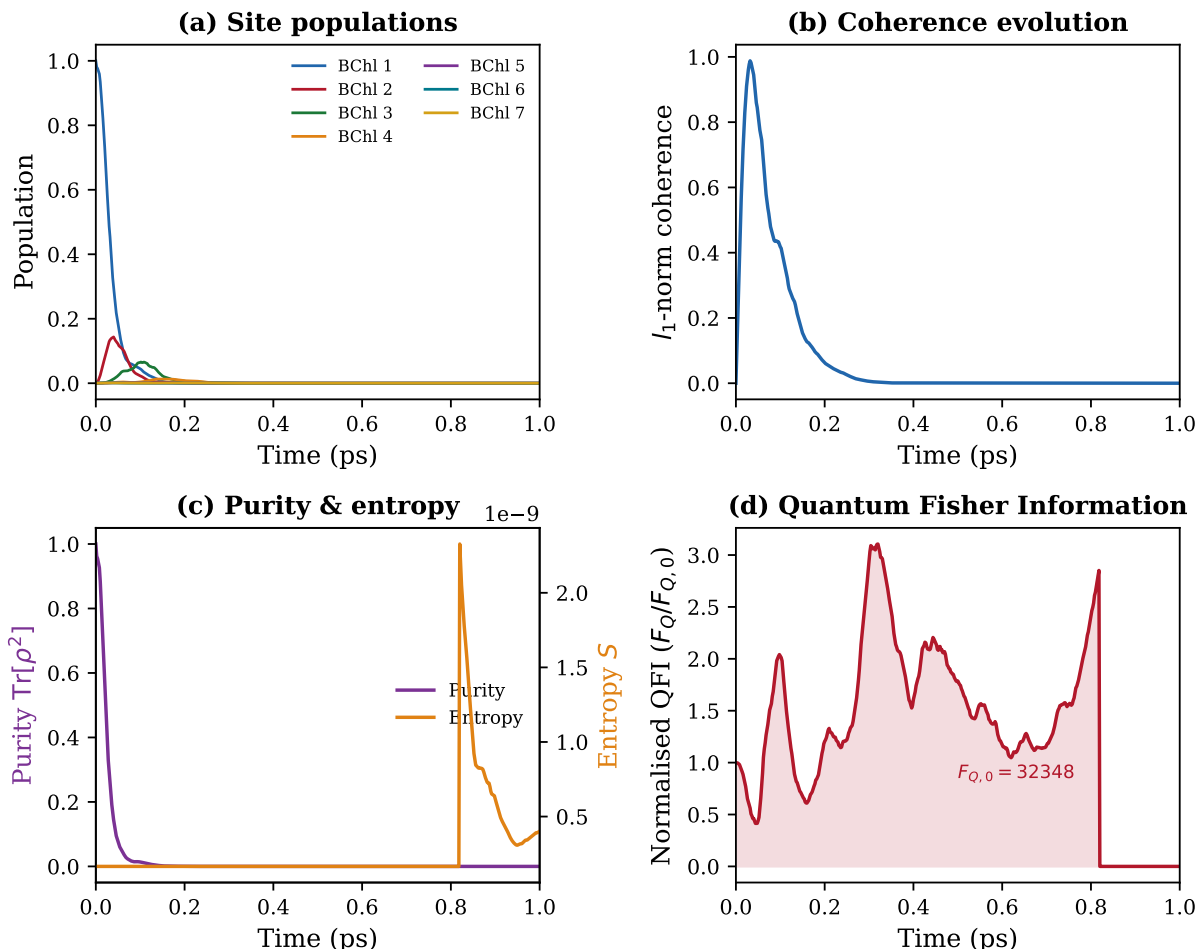 (a) Site populations
Population
1.0
0.8
0.6
0.4
0.2
0.0
BChl 1
BChl 2
BChl 3
BChl 4
BChl 5
BChl 6
BChl 7
0.0 0.2 0.4 0.6 0.8 1.0
Time (ps)
(b) Coherence evolution
l₁-norm coherence
1.0
0.8
0.6
0.4
0.2
0.0
0.0 0.2 0.4 0.6 0.8 1.0
Time (ps)
(c) Purity & entropy
1e−9
Purity Tr[ρ²]
1.0
0.8
0.6
0.4
0.2
0.0
Purity
Entropy
2.0
1.5
1.0
0.5
Entropy S
0.0 0.2 0.4 0.6 0.8 1.0
Time (ps)
(d) Quantum Fisher Information
Normalised QFI (F_Q/F_{Q,0})
3.0
2.5
2.0
1.5
1.0
0.5
0.0
F_{Q,0} = 32348
0.0 0.2 0.4 0.6 0.8 1.0
Time (ps)